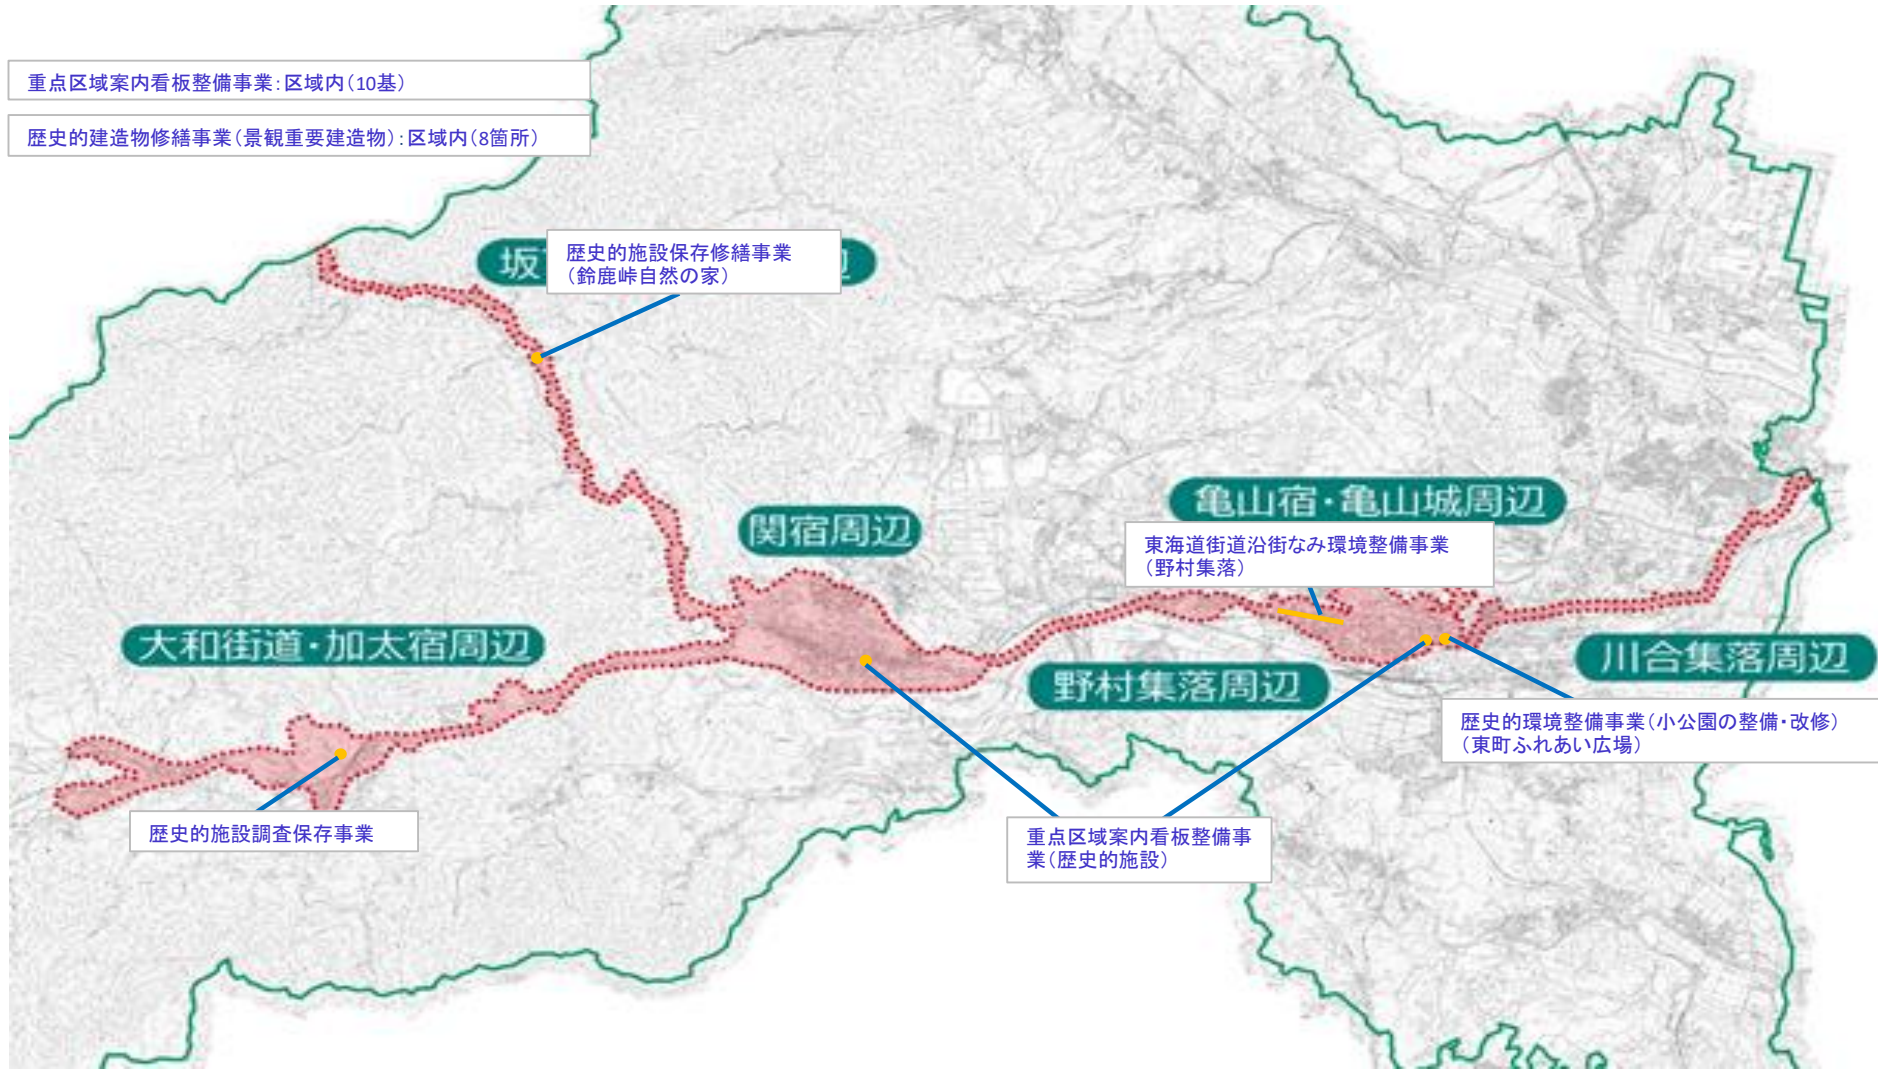 重点区域案内看板整備事業：区域内（10基）
歴史的建造物修繕事業（景観重要建造物）：区域内（8箇所）
坂
辺
歴史的施設保存修繕事業
（鈴鹿峠自然の家）
関宿周辺
亀山宿・亀山城周辺
東海道街道沿街なみ環境整備事業
（野村集落）
大和街道・加太宿周辺
野村集落周辺
川合集落周辺
歴史的環境整備事業（小公園の整備・改修）
（東町ふれあい広場）
歴史的施設調査保存事業
重点区域案内看板整備事
業（歴史的施設）